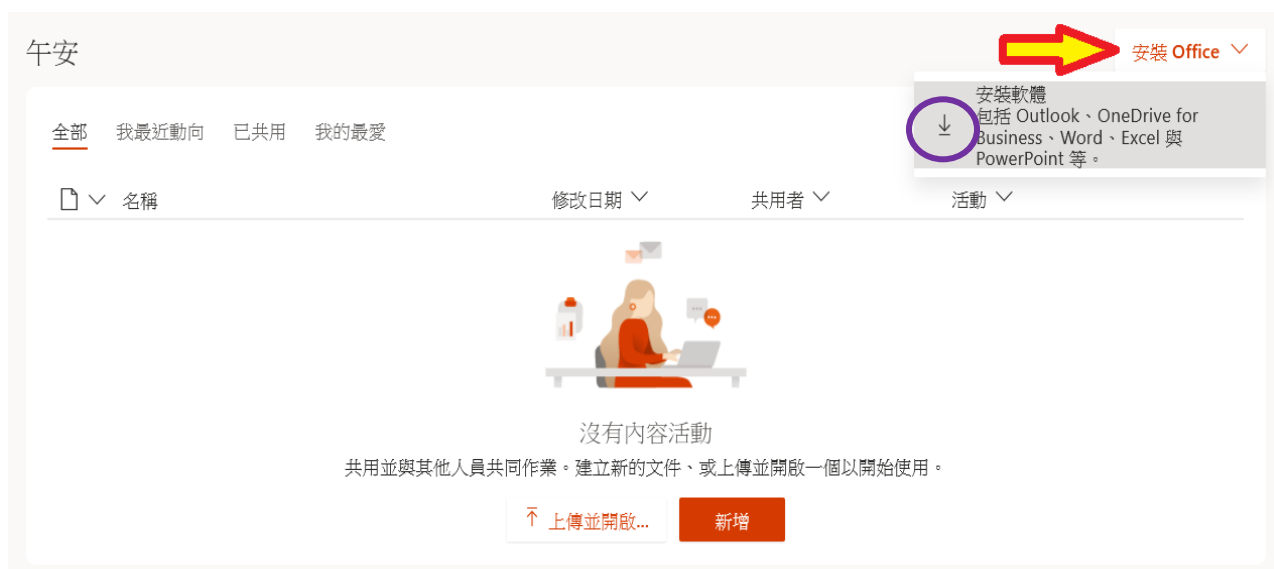 午安
安裝 Office
安裝軟體
包括 Outlook、OneDrive for
Business、Word、Excel 與
PowerPoint 等。
全部 我最近動向 已共用 我的最愛
名稱 修改日期 共用者 活動
沒有內容活動
共用並與其他人員共同作業。建立新的文件、或上傳並開啟一個以開始使用。
上傳並開啟... 新增